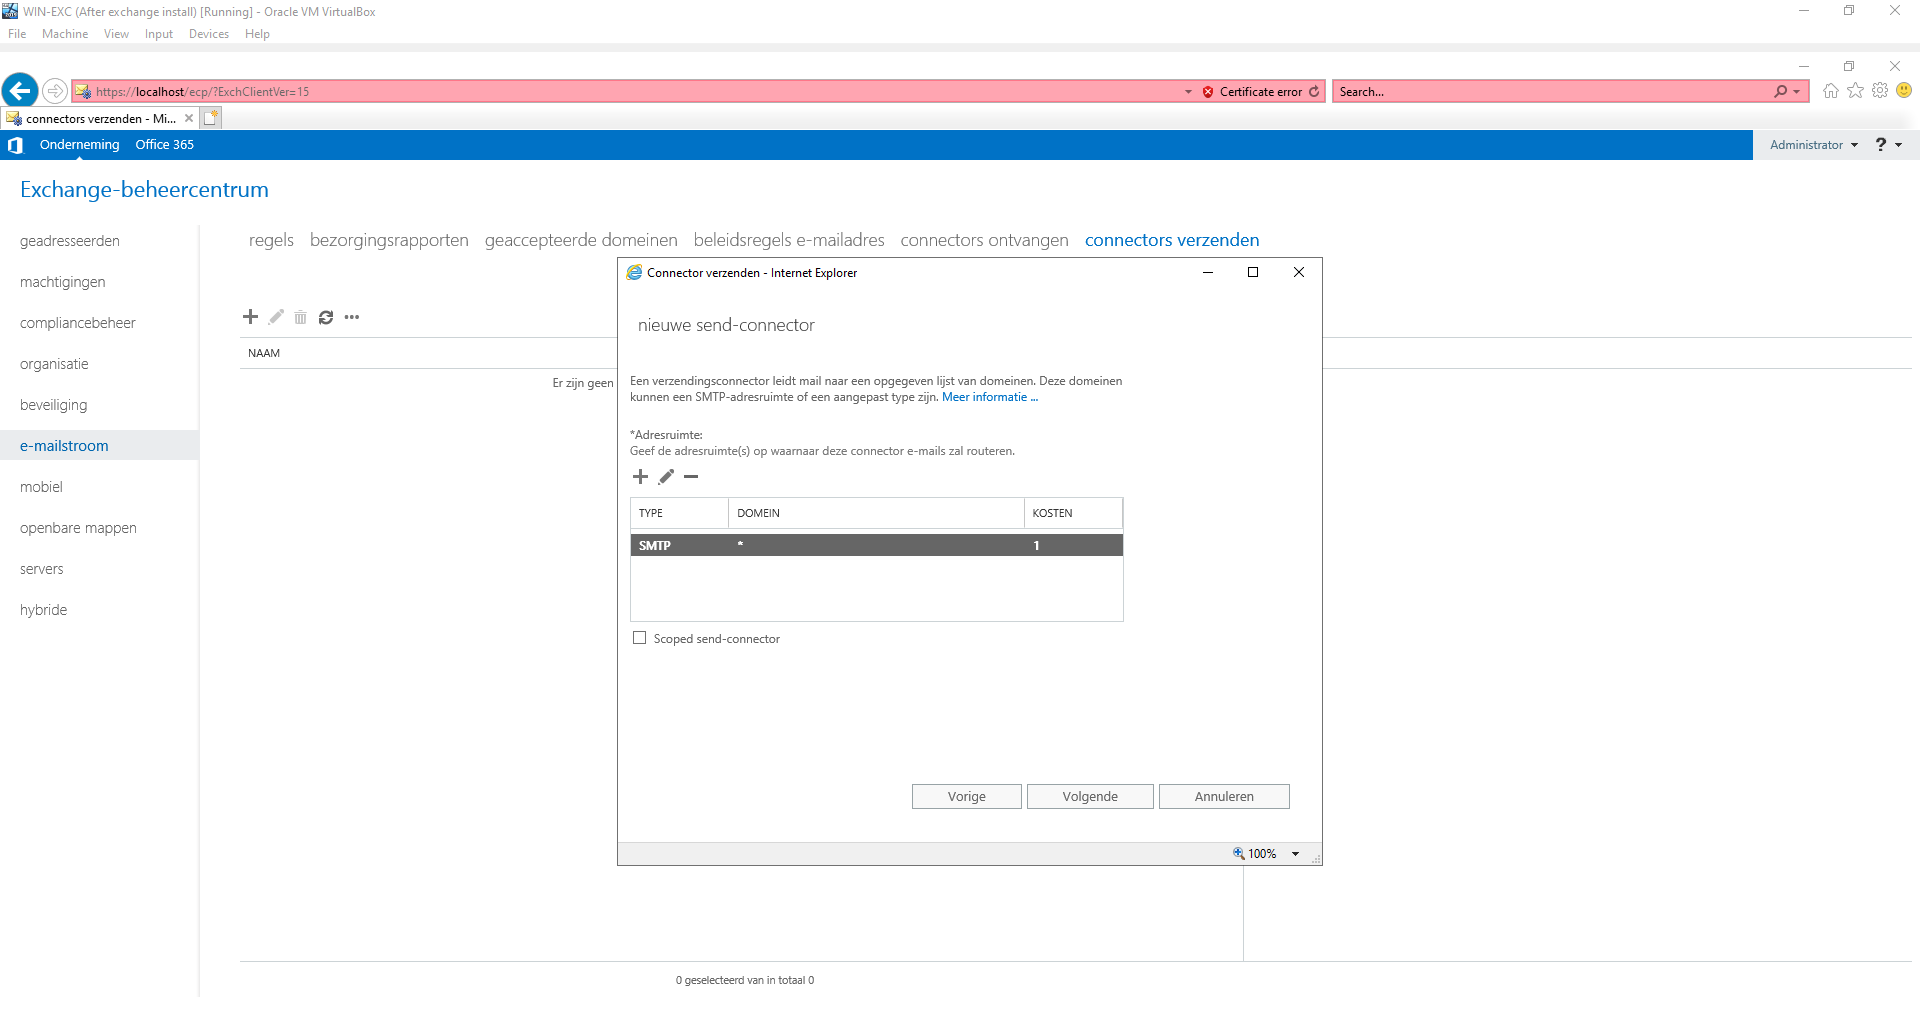 WIN-EXC (After exchange install) [Running] - Oracle VM VirtualBox
File Machine View Input Devices Help
https://localhost/ecp/?ExchClientVer=15 Certificate error Search...
connectors verzenden - Mi...
Onderneming Office 365 Administrator ?
Exchange-beheercentrum
geadresseerden
machtigingen
compliancebeheer
organisatie
beveiliging
e-mailstroom
mobiel
openbare mappen
servers
hybride
regels bezorgingsrapporten geaccepteerde domeinen beleidsregels e-mailadres connectors ontvangen connectors verzenden
NAAM
Er zijn geen
Connector verzenden - Internet Explorer
nieuwe send-connector
Een verzendingsconnector leidt mail naar een opgegeven lijst van domeinen. Deze domeinen
kunnen een SMTP-adresruimte of een aangepast type zijn. Meer informatie ...
*Adresruimte:
Geef de adresruimte(s) op waarnaar deze connector e-mails zal routeren.
TYPE DOMEIN KOSTEN
SMTP * 1
Scoped send-connector
Vorige Volgende Annuleren
100%
0 geselecteerd van in totaal 0